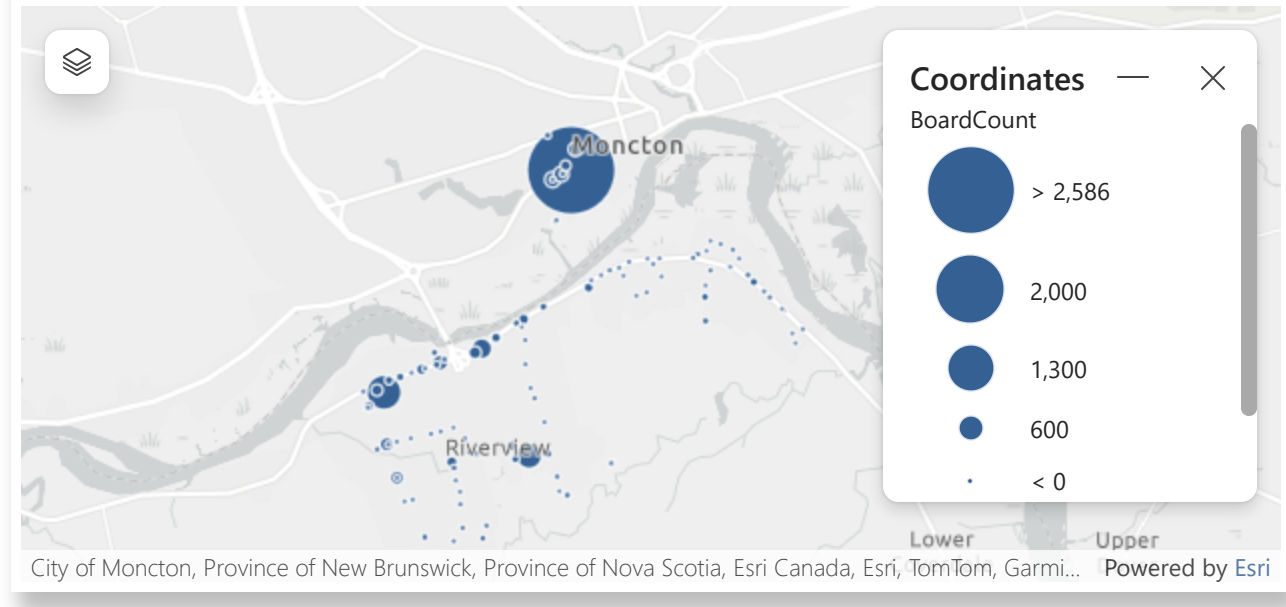 Coordinates
BoardCount
> 2,586
2,000
1,300
600
< 0
Moncton
Riverview
Lower
Upper
City of Moncton, Province of New Brunswick, Province of Nova Scotia, Esri Canada, Esri, TomTom, Garmi... Powered by Esri